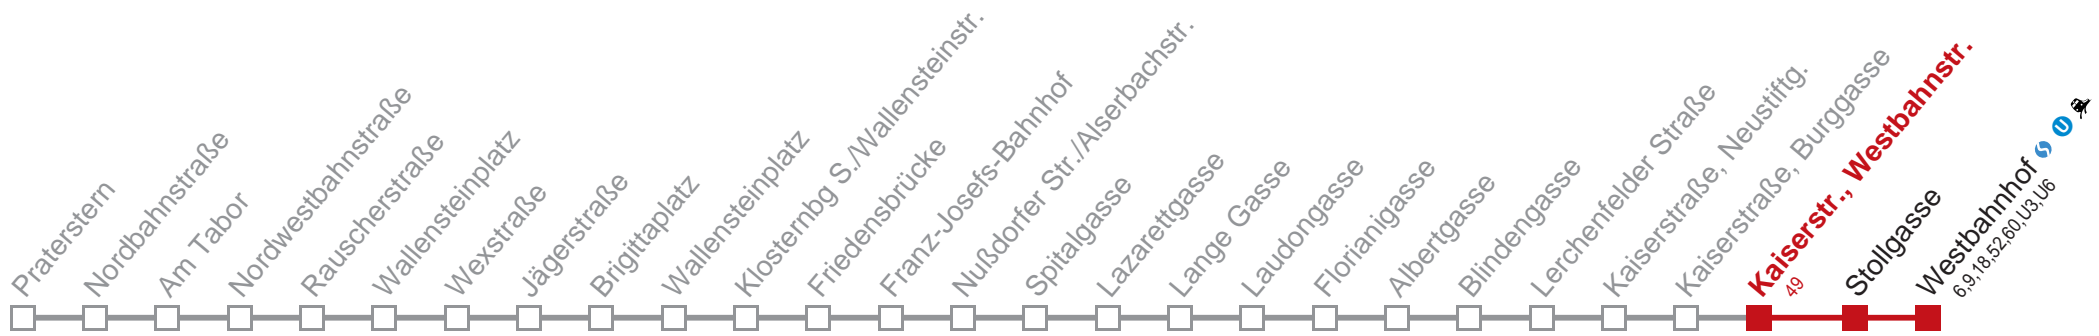 Praterstern
Nordbahnstraße
Am Tabor
Nordwestbahnstraße
Rauscherstraße
Wallensteinplatz
Wexstraße
Jägerstraße
Brigittaplatz
Wallensteinplatz
Klosternbg S./Wallensteinstr.
Friedensbrücke
Franz-Josefs-Bahnhof
Nußdorfer Str./Alserbachstr.
Spitalgasse
Lazarettgasse
Lange Gasse
Laudongasse
Florianigasse
Albertgasse
Blindengasse
Lerchenfelder Straße
Kaiserstraße, Neustiftg.
Kaiserstraße, Burggasse
Kaiserstr., Westbahnstr.
49
Stollgasse
Westbahnhof S U
6,9,18,52,60,U3,U6